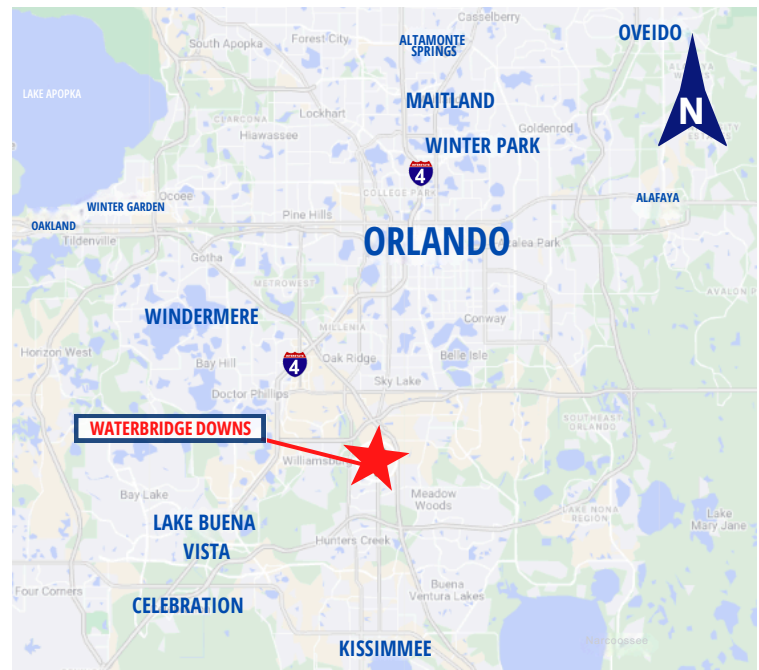 Casselberry
OVEIDO
South Apopka
Forest City
ALTAMONTE
SPRINGS
LAKE APOPKA
MAITLAND
N
Lockhart
CLARCONA
Hiawassee
Goldenrod
WINTER PARK
4
COLLEGE PARK
Ocoee
WINTER GARDEN
ALAFAYA
OAKLAND
Pine Hills
Tildenville
ORLANDO
Azalea Park
Gotha
METROWEST
WINDERMERE
MILLENIA
Conway
Horizon West
Bay Hill
4
Oak Ridge
Belle Isle
Sky Lake
Doctor Phillips
WATERBRIDGE DOWNS
SOUTHEAST
ORLANDO
Williamsburg
Bay Lake
Meadow
Woods
LAKE NONA
REGION
Lake
Mary Jane
LAKE BUENA
VISTA
Hunters Creek
Four Corners
CELEBRATION
Buena
Ventura Lakes
KISSIMMEE
Narcoossee